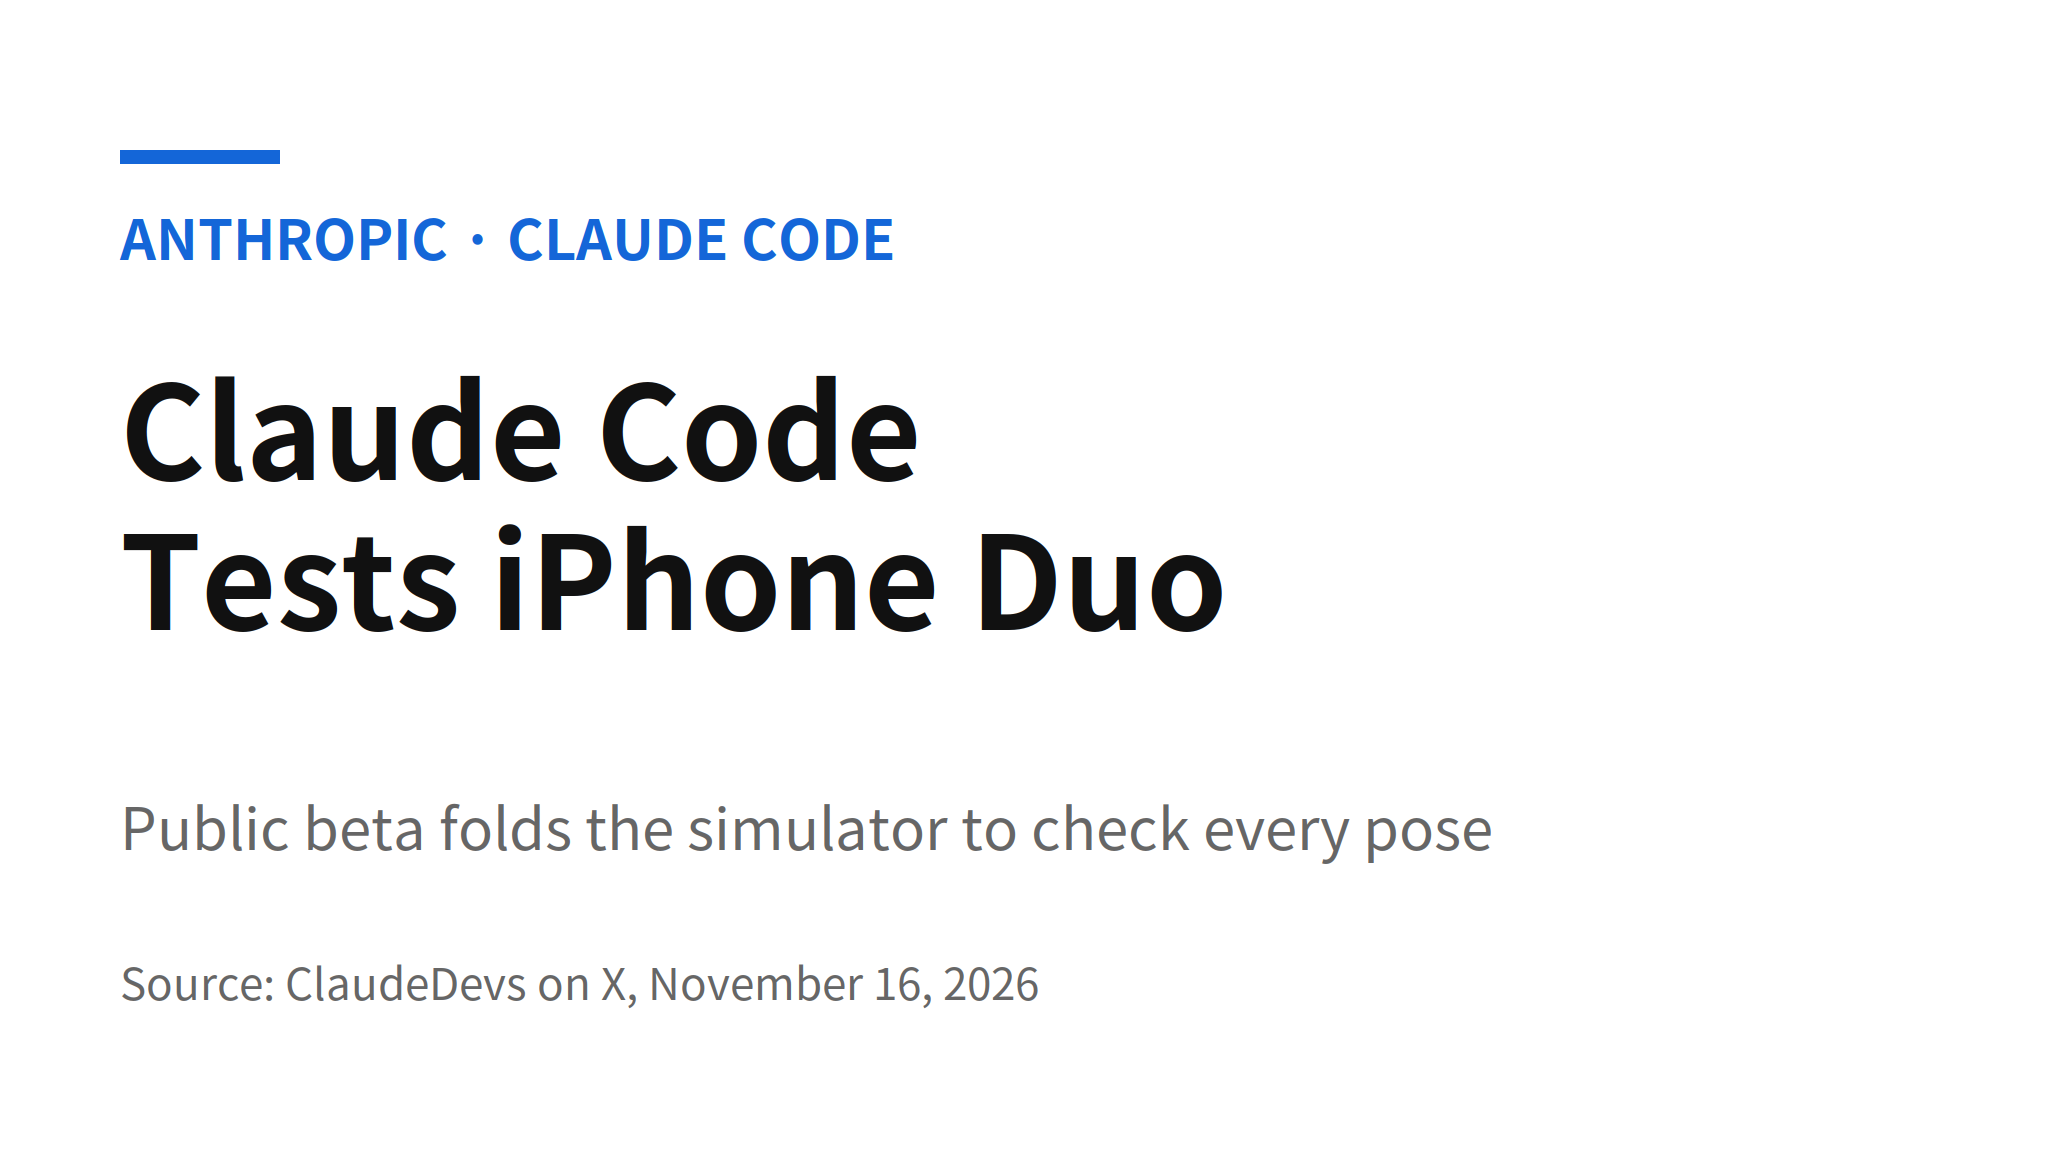 ANTHROPIC · CLAUDE CODE
Claude Code
Tests iPhone Duo
Public beta folds the simulator to check every pose
Source: ClaudeDevs on X, November 16, 2026